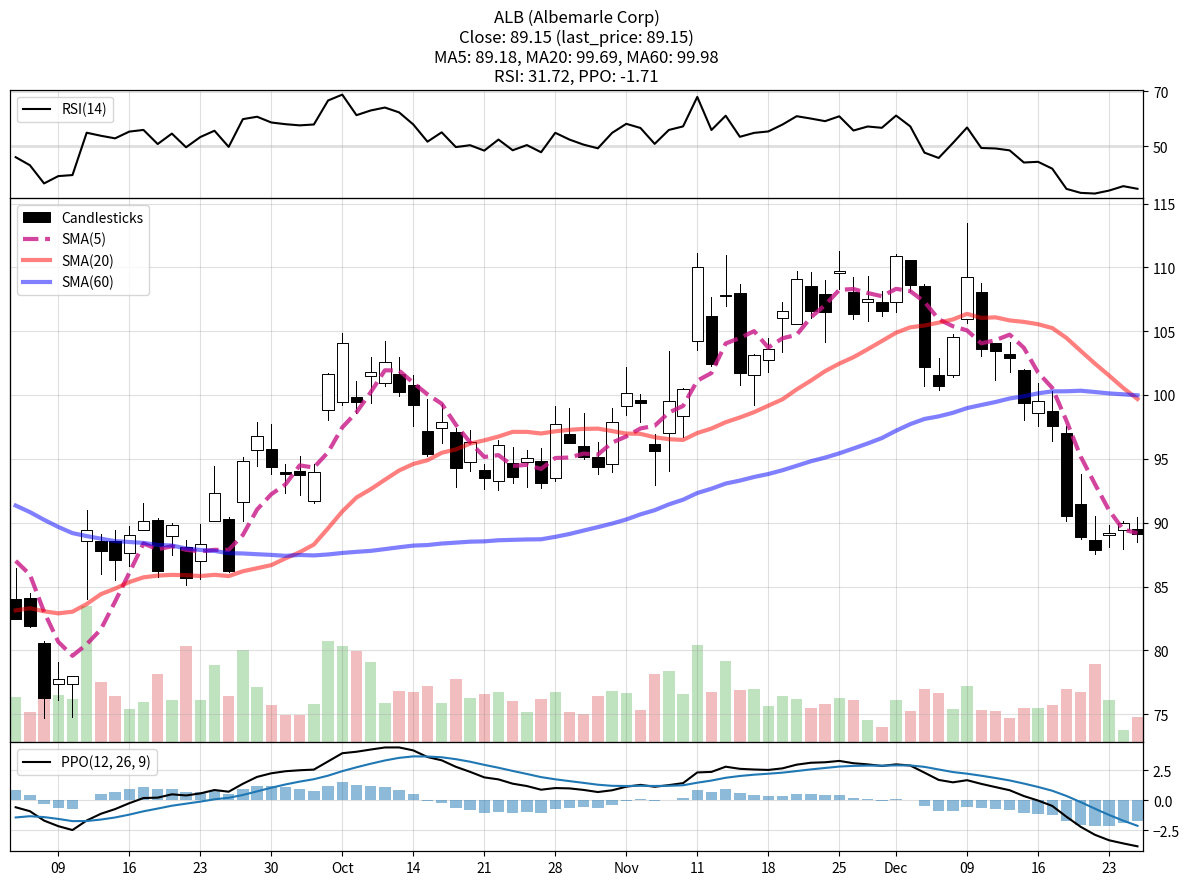 ALB (Albemarle Corp)
Close: 89.15 (last_price: 89.15)
MA5: 89.18, MA20: 99.69, MA60: 99.98
RSI: 31.72, PPO: -1.71
RSI(14)
70
50
Candlesticks
SMA(5)
SMA(20)
SMA(60)
115
110
105
100
95
90
85
80
75
PPO(12, 26, 9)
2.5
0.0
−2.5
09 16 23 30 Oct 14 21 28 Nov 11 18 25 Dec 09 16 23